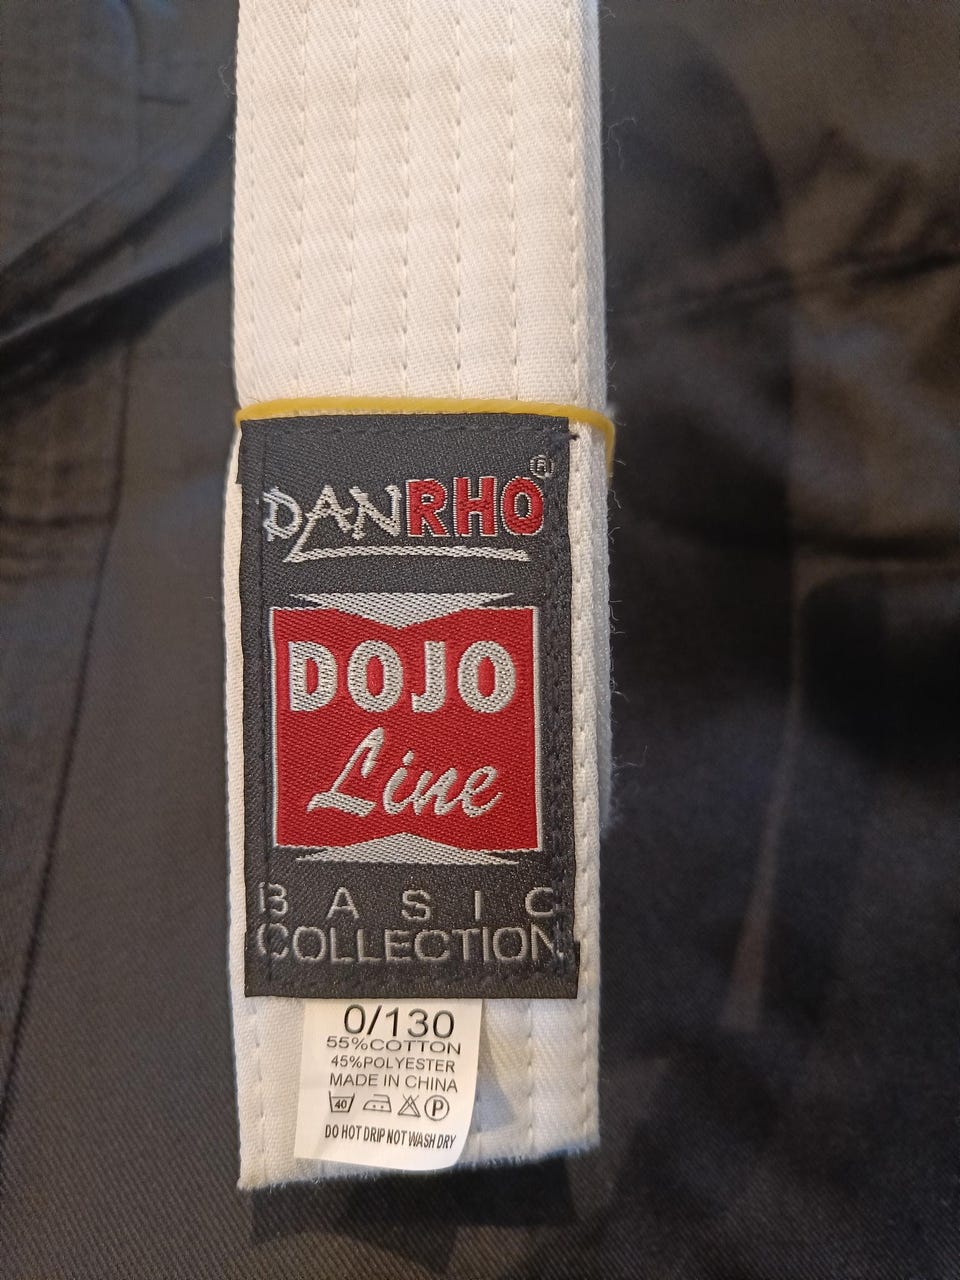 DANRHO®
DOJO
Line
BASIC
COLLECTION
0/130
55%COTTON
45%POLYESTER
MADE IN CHINA
40 P
DO HOT DRIP NOT WASH DRY